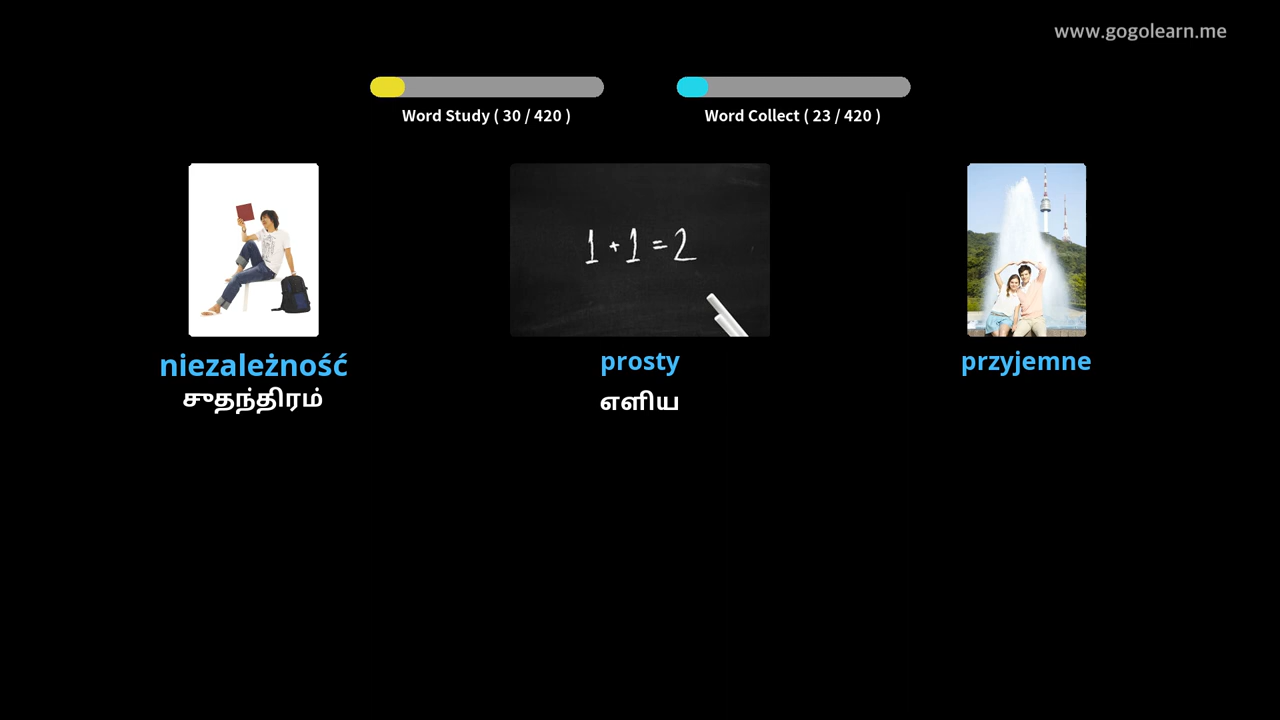 www.gogolearn.me
Word Study ( 30 / 420 )
Word Collect ( 23 / 420 )
1 + 1 = 2
niezależność
prosty
przyjemne
சுதந்திரம்
எளிய